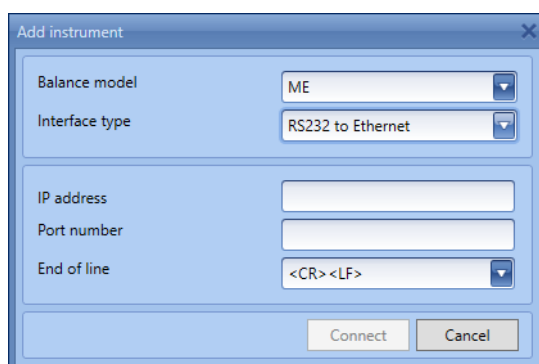 Add instrument
Balance model ME
Interface type RS232 to Ethernet
IP address
Port number
End of line <CR><LF>
Connect Cancel